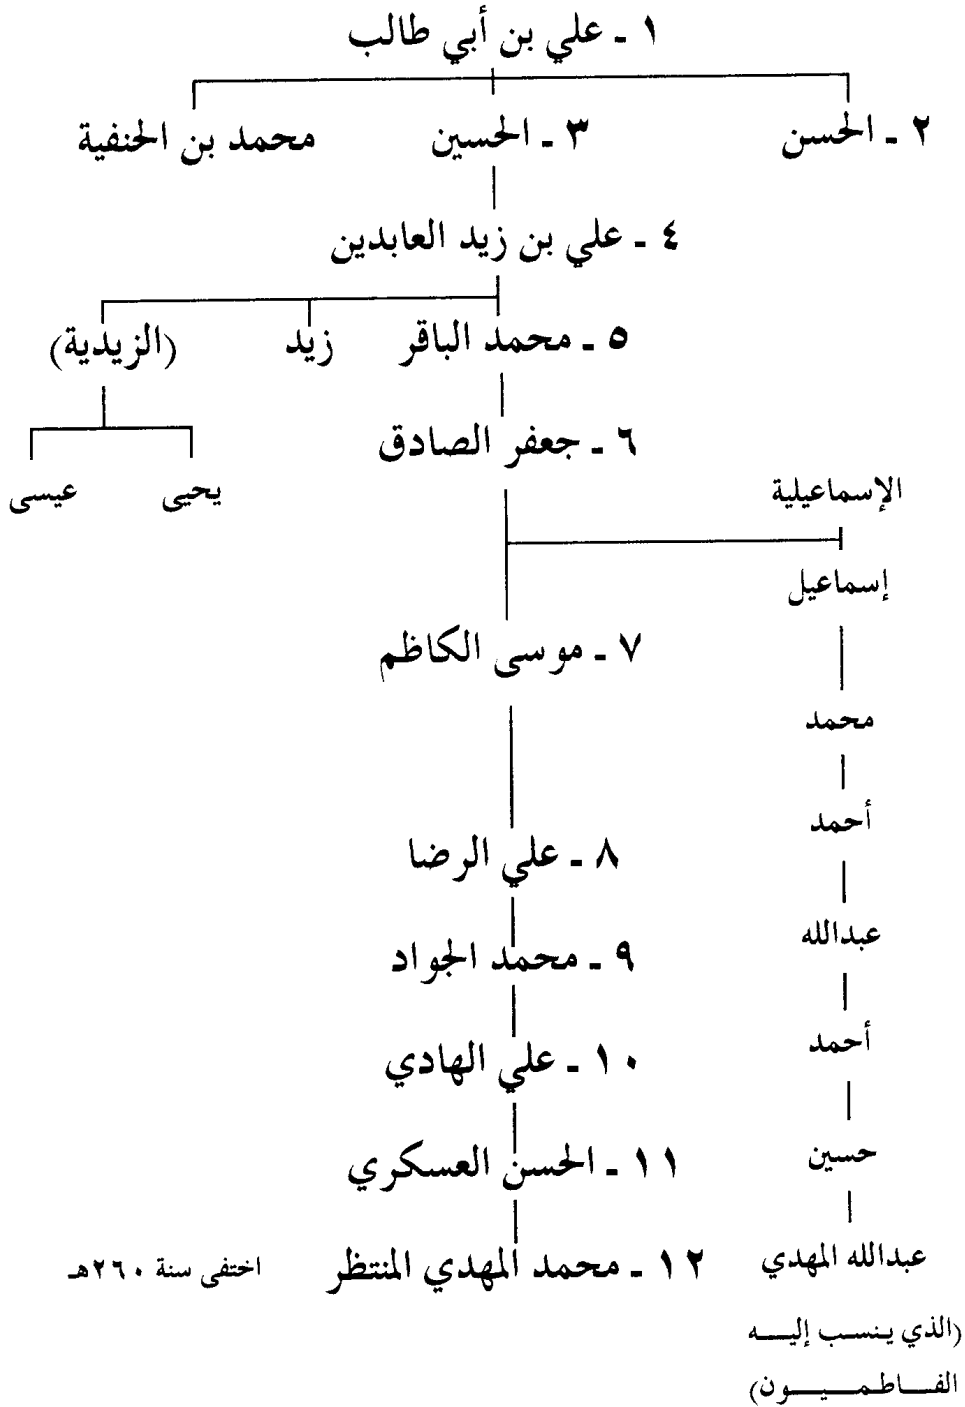 ١ ـ علي بن أبي طالب
٢ ـ الحسن ٣ ـ الحسين محمد بن الحنفية
٤ ـ علي بن زيد العابدين
٥ ـ محمد الباقر زيد (الزيدية)
٦ ـ جعفر الصادق
الإسماعيلية يحيى عيسى
إسماعيل
٧ ـ موسى الكاظم
محمد
أحمد
٨ ـ علي الرضا
عبدالله
٩ ـ محمد الجواد
أحمد
١٠ ـ علي الهادي
حسين
١١ ـ الحسن العسكري
عبدالله المهدي ١٢ ـ محمد المهدي المنتظر اختفى سنة ٢٦٠هـ
(الذي ينسب إليـــه
الفـــاطـمـــيـــون)